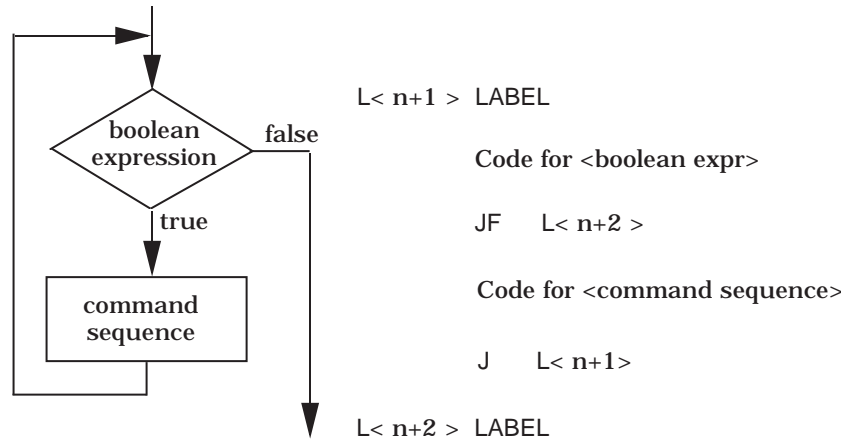 boolean
expression
false
true
command
sequence
L< n+1 > LABEL
Code for <boolean expr>
JF L< n+2 >
Code for <command sequence>
J L< n+1>
L< n+2 > LABEL